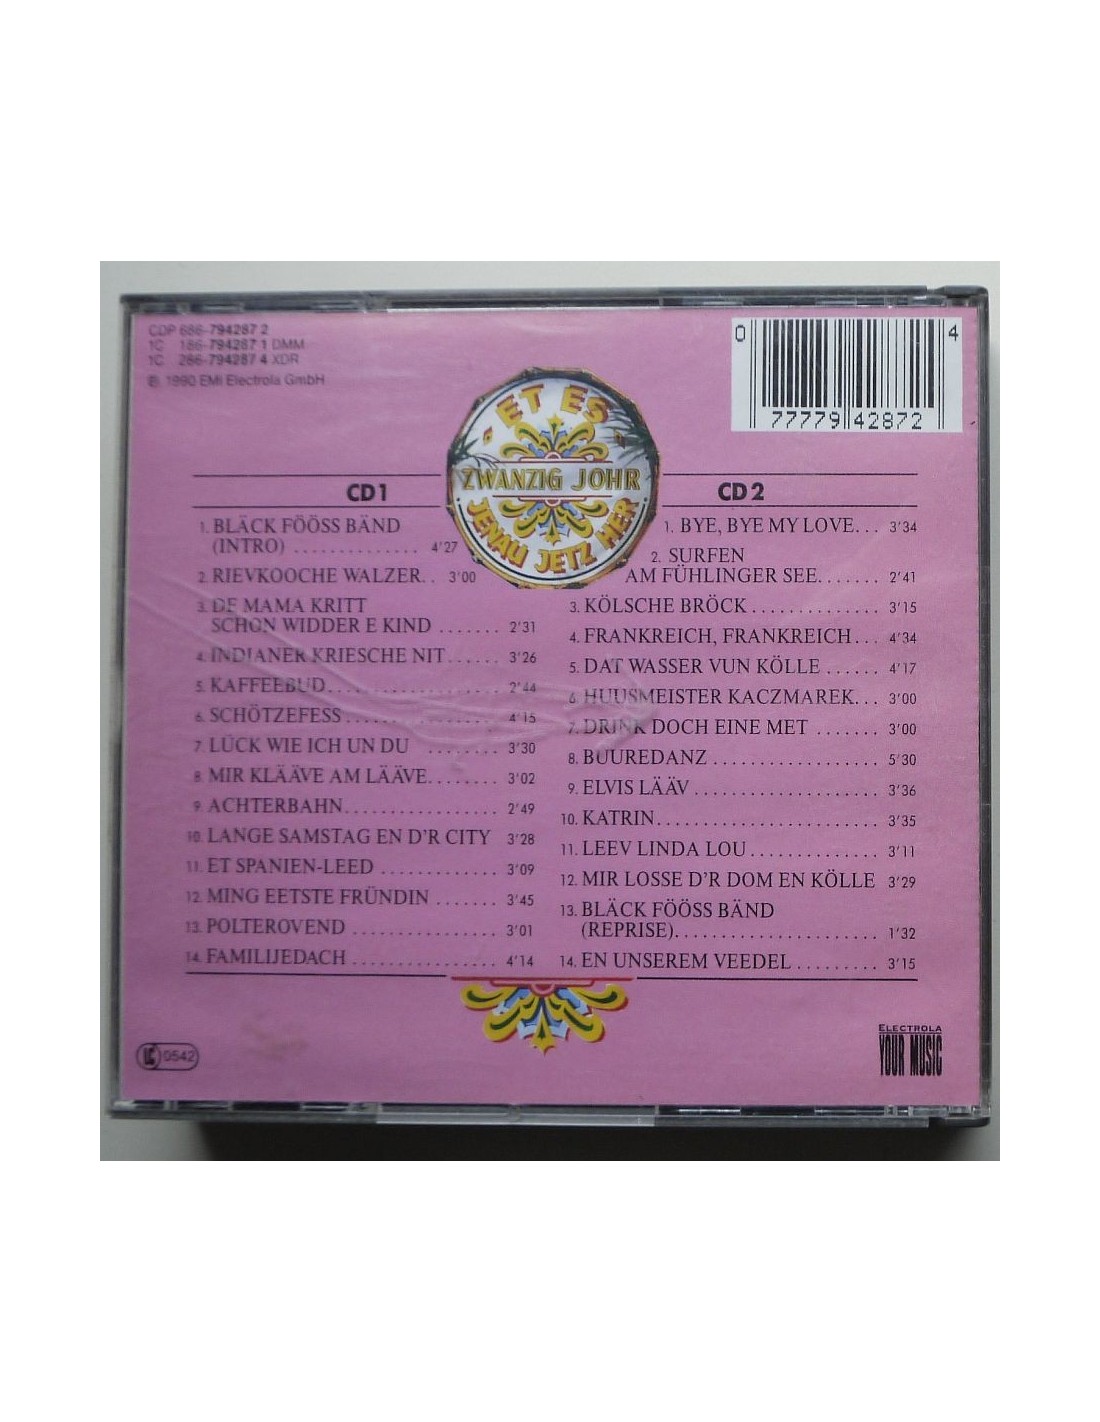 CDP 686-794287 2
1C 186-794287 1 DMM
1C 286-794287 4 XDR
℗ 1990 EMI Electrola GmbH
0 77779 42872 4
ET ES
ZWANZIG JOHR
JENAU JETZ HER
CD 1
1. BLÄCK FÖÖSS BÄND
(INTRO) .............. 4'27
2. RIEVKOOCHE WALZER.. 3'00
3. DE MAMA KRITT
SCHON WIDDER E KIND ....... 2'31
4. INDIANER KRIESCHE NIT...... 3'26
5. KAFFEEBUD.................. 2'44
6. SCHÖTZEFESS................ 4'15
7. LÜCK WIE ICH UN DU ........ 3'30
8. MIR KLÄÄVE AM LÄÄVE........ 3'02
9. ACHTERBAHN................. 2'49
10. LANGE SAMSTAG EN D'R CITY 3'28
11. ET SPANIEN-LEED ............. 3'09
12. MING EETSTE FRÜNDIN ....... 3'45
13. POLTEROVEND ................ 3'01
14. FAMILIJEDACH ................ 4'14
CD 2
1. BYE, BYE MY LOVE... 3'34
2. SURFEN
AM FÜHLINGER SEE....... 2'41
3. KÖLSCHE BRÖCK .............. 3'15
4. FRANKREICH, FRANKREICH... 4'34
5. DAT WASSER VUN KÖLLE ...... 4'17
6. HUUSMEISTER KACZMAREK... 3'00
7. DRINK DOCH EINE MET ....... 3'00
8. BUUREDANZ .................. 5'30
9. ELVIS LÄÄV .................... 3'36
10. KATRIN........................ 3'35
11. LEEV LINDA LOU.............. 3'11
12. MIR LOSSE D'R DOM EN KÖLLE 3'29
13. BLÄCK FÖÖSS BÄND
(REPRISE)...................... 1'32
14. EN UNSEREM VEEDEL ......... 3'15
LC 0542
ELECTROLA
YOUR MUSIC